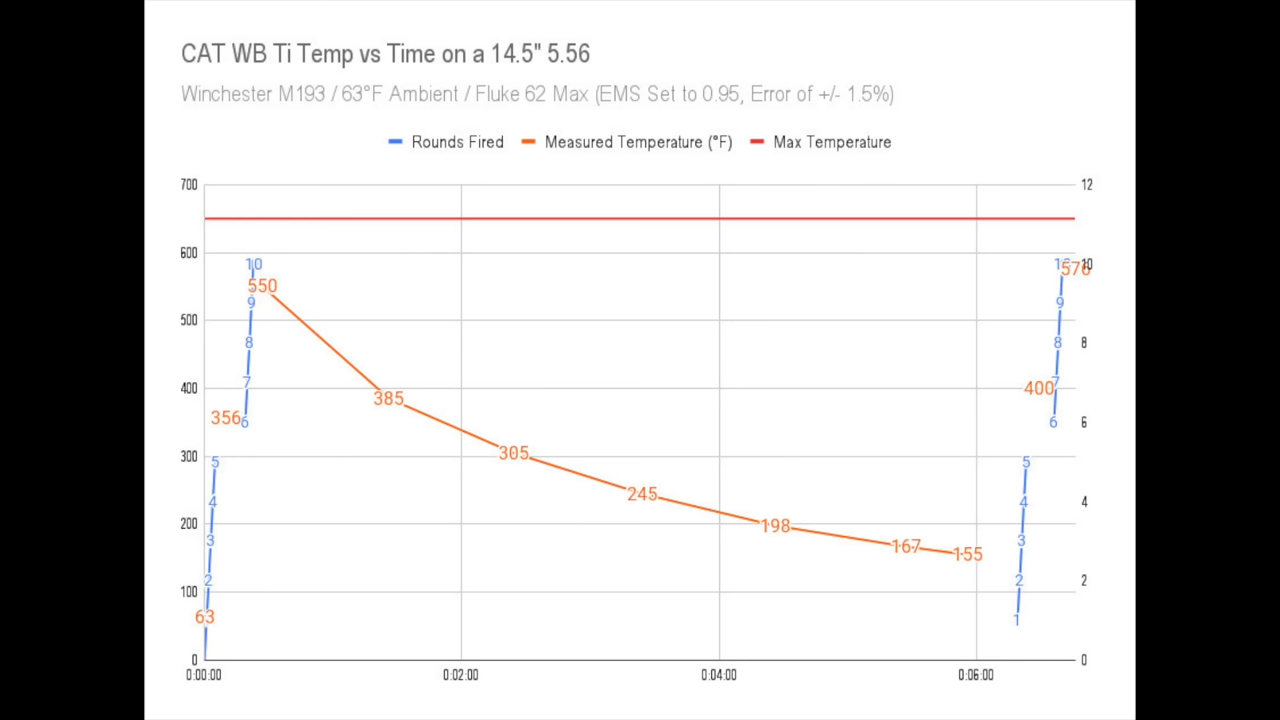 CAT WB Ti Temp vs Time on a 14.5" 5.56
Winchester M193 / 63°F Ambient / Fluke 62 Max (EMS Set to 0.95, Error of +/- 1.5%)
Rounds Fired Measured Temperature (°F) Max Temperature
700 12
600 10 10 10
550 576
9 9
500
8 8 8
400 7 400 7
385
356 6 6 6
305
300 5 5
245
4 4 4
200 198
3 3
167 155
2 2 2
100
63 1
0 0
0:00:00 0:02:00 0:04:00 0:06:00